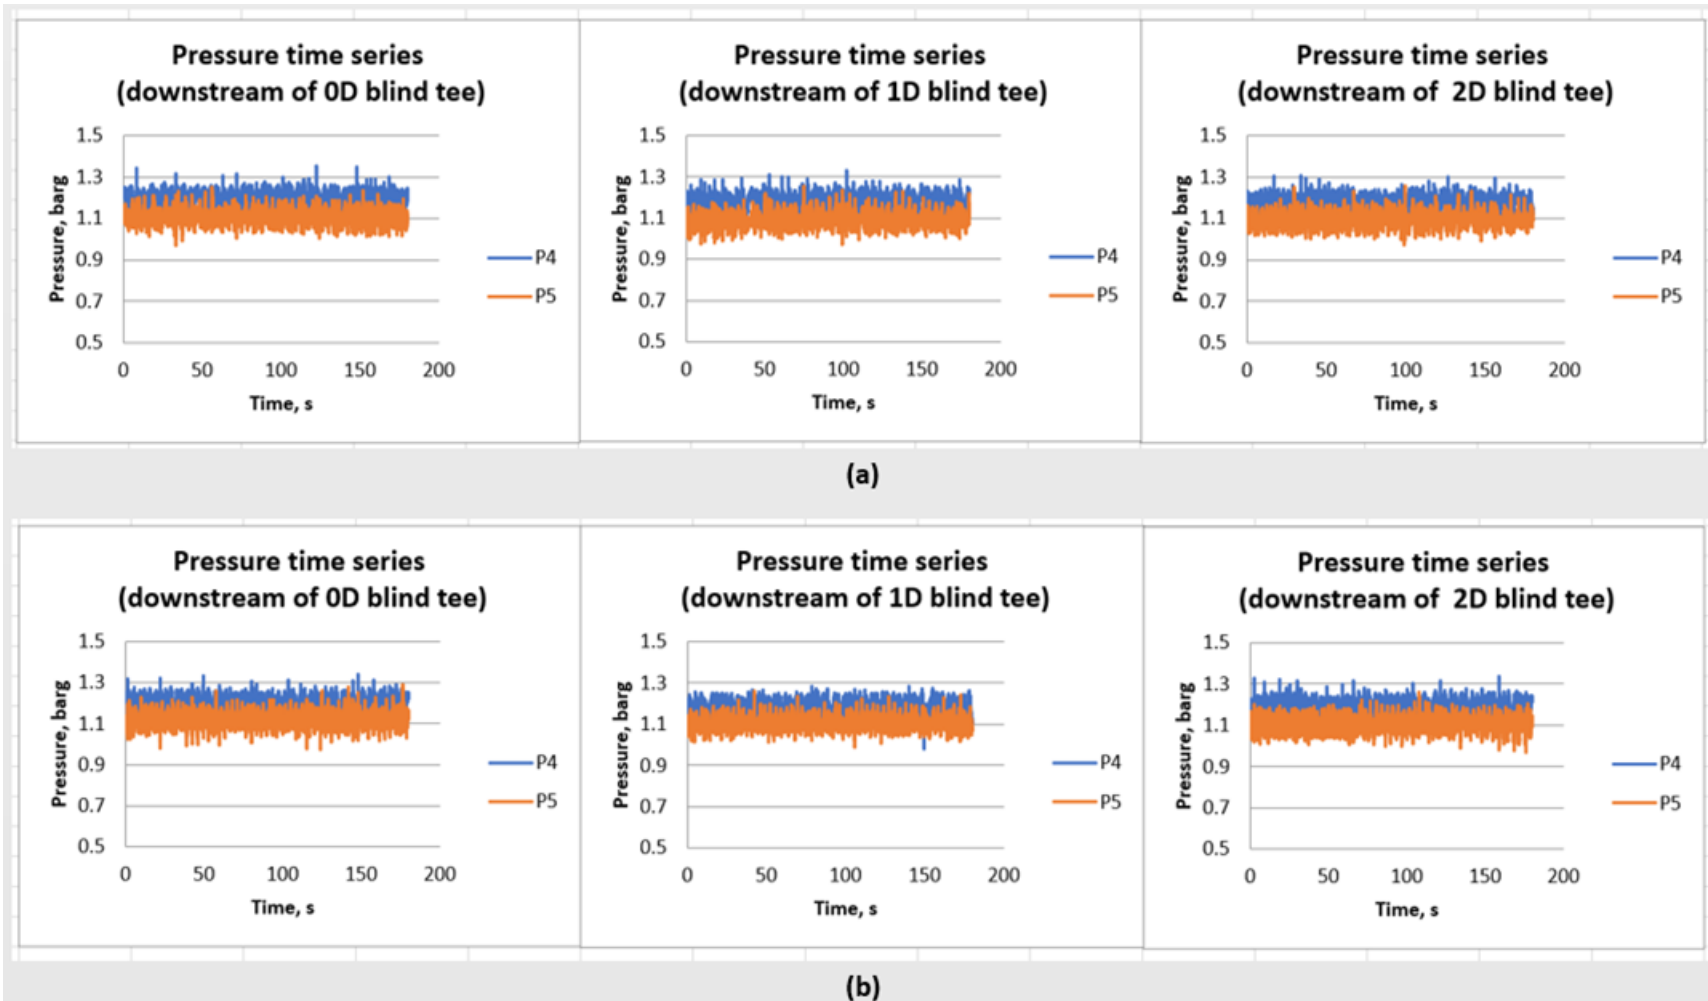 Pressure time series
(downstream of 0D blind tee)
1.5
1.3
1.1
0.9
0.7
0.5
Pressure, barg
0 50 100 150 200
Time, s
P4
P5
Pressure time series
(downstream of 1D blind tee)
1.5
1.3
1.1
0.9
0.7
0.5
Pressure, barg
0 50 100 150 200
Time, s
P4
P5
Pressure time series
(downstream of 2D blind tee)
1.5
1.3
1.1
0.9
0.7
0.5
Pressure, barg
0 50 100 150 200
Time, s
P4
P5
(a)
Pressure time series
(downstream of 0D blind tee)
1.5
1.3
1.1
0.9
0.7
0.5
Pressure, barg
0 50 100 150 200
Time, s
P4
P5
Pressure time series
(downstream of 1D blind tee)
1.5
1.3
1.1
0.9
0.7
0.5
Pressure, barg
0 50 100 150 200
Time, s
P4
P5
Pressure time series
(downstream of 2D blind tee)
1.5
1.3
1.1
0.9
0.7
0.5
Pressure, barg
0 50 100 150 200
Time, s
P4
P5
(b)